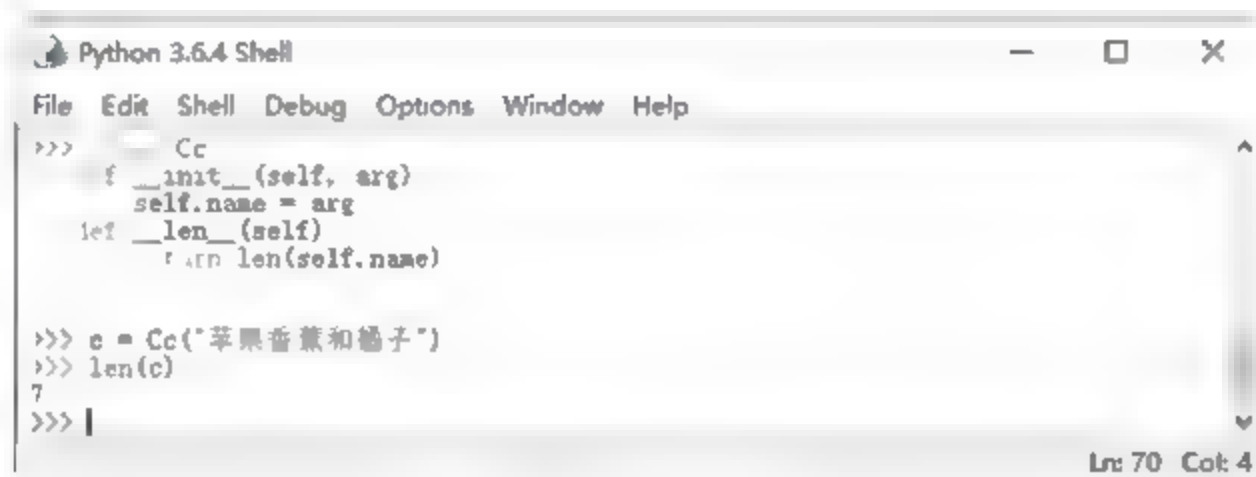 Python 3.6.4 Shell
File Edit Shell Debug Options Window Help
>>> Cc
f __init__(self, arg)
self.name = arg
def __len__(self)
len(self.name)
>>> c = Cc("苹果香蕉和橘子")
>>> len(c)
7
>>>
Ln: 70 Col: 4